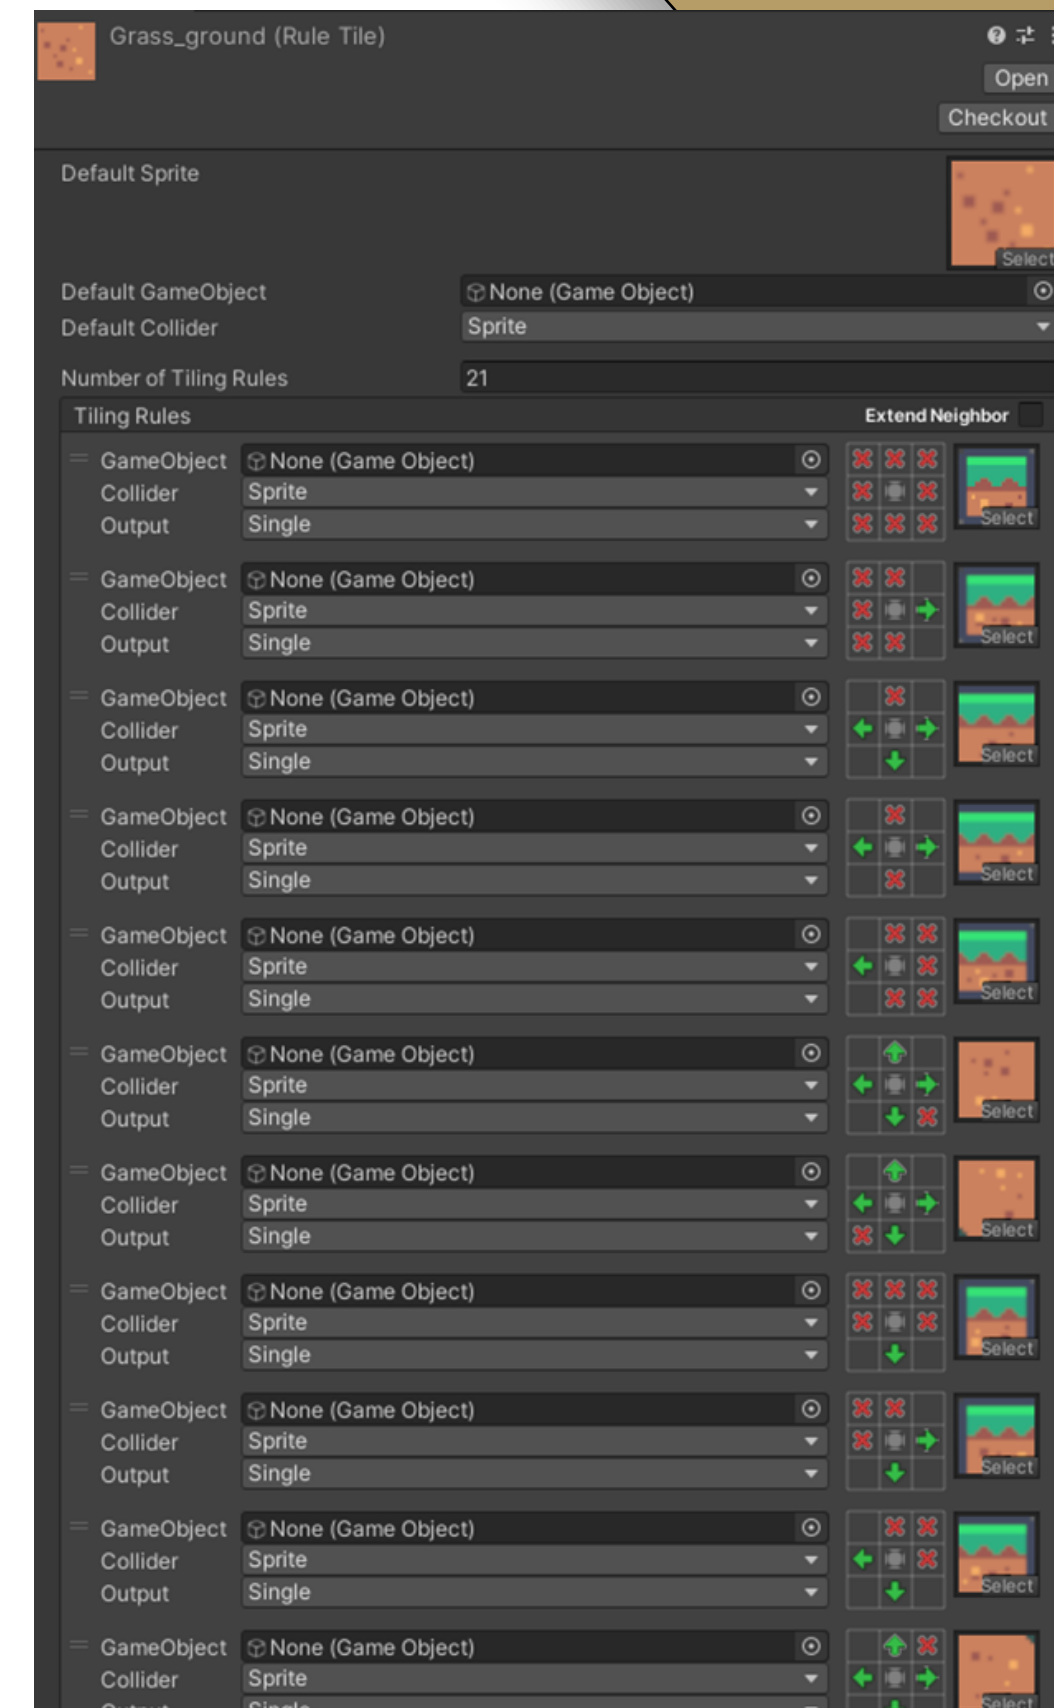 Grass_ground (Rule Tile)
Open
Checkout
Default Sprite
Select
Default GameObject None (Game Object)
Default Collider Sprite
Number of Tiling Rules 21
Tiling Rules Extend Neighbor
GameObject None (Game Object)
Collider Sprite
Output Single Select
GameObject None (Game Object)
Collider Sprite
Output Single Select
GameObject None (Game Object)
Collider Sprite
Output Single Select
GameObject None (Game Object)
Collider Sprite
Output Single Select
GameObject None (Game Object)
Collider Sprite
Output Single Select
GameObject None (Game Object)
Collider Sprite
Output Single Select
GameObject None (Game Object)
Collider Sprite
Output Single Select
GameObject None (Game Object)
Collider Sprite
Output Single Select
GameObject None (Game Object)
Collider Sprite
Output Single Select
GameObject None (Game Object)
Collider Sprite
Output Single Select
GameObject None (Game Object)
Collider Sprite
Output Single Select